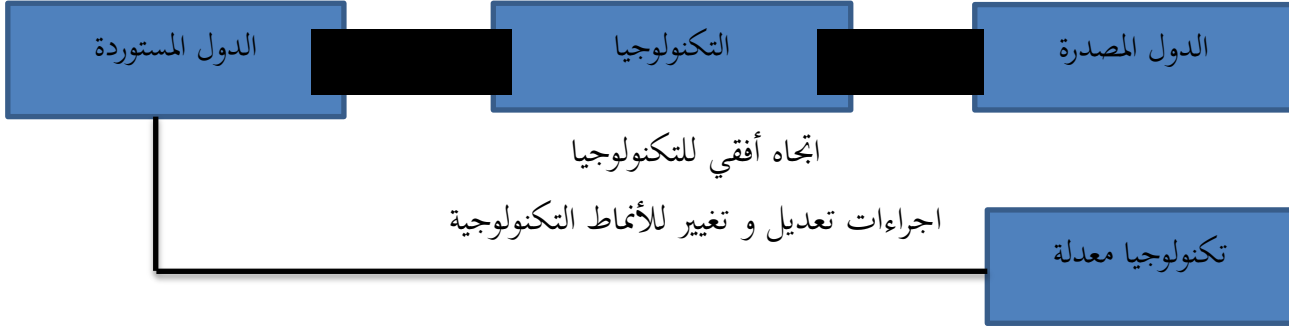 الدول المصدرة
التكنولوجيا
الدول المستوردة
اتجاه أفقي للتكنولوجيا
اجراءات تعديل و تغيير للأنماط التكنولوجية
تكنولوجيا معدلة